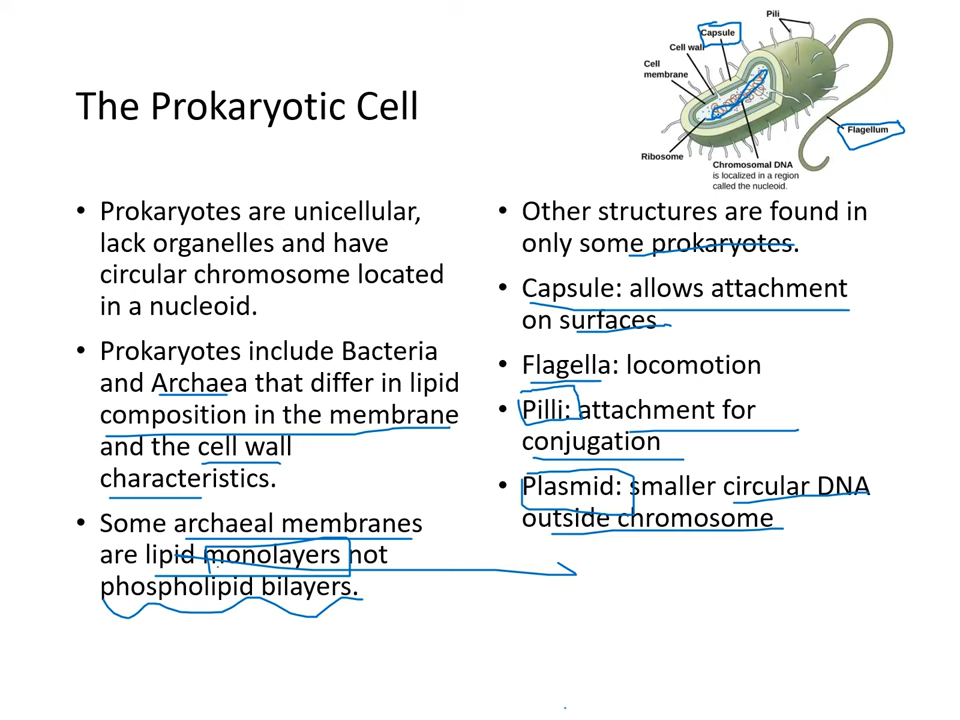 Pili
Capsule
Cell wall
Cell
membrane
The Prokaryotic Cell
Flagellum
Ribosome
Chromosomal DNA
is localized in a region
called the nucleoid.
• Prokaryotes are unicellular,
lack organelles and have
circular chromosome located
in a nucleoid.
• Prokaryotes include Bacteria
and Archaea that differ in lipid
composition in the membrane
and the cell wall
characteristics.
• Some archaeal membranes
are lipid monolayers not
phospholipid bilayers.
• Other structures are found in
only some prokaryotes.
• Capsule: allows attachment
on surfaces
• Flagella: locomotion
• Pilli: attachment for
conjugation
• Plasmid: smaller circular DNA
outside chromosome